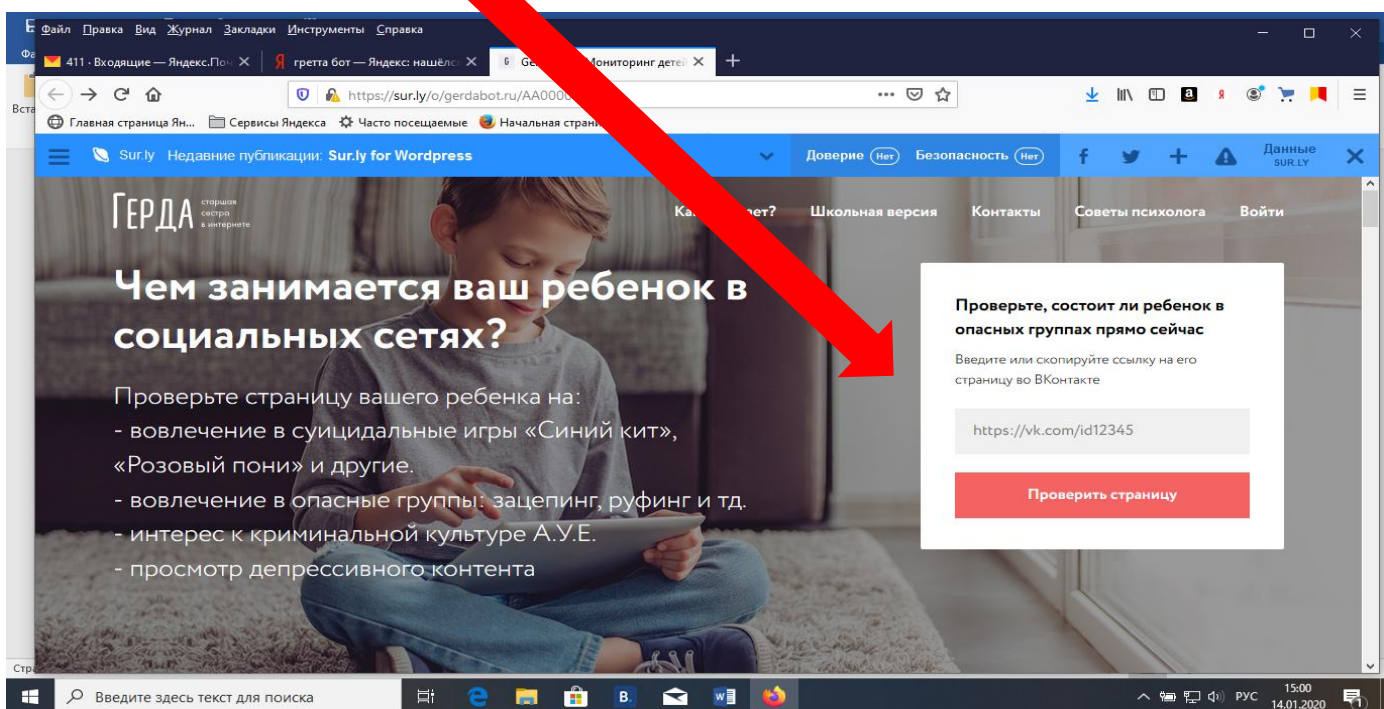 Файл Правка Вид Журнал Закладки Инструменты Справка
411 · Входящие — Яндекс.Поч
гретта бот — Яндекс: нашёлс
Мониторинг детей
https://sur.ly/o/gerdabot.ru/AA000
Вста
Главная страница Ян... Сервисы Яндекса Часто посещаемые Начальная
Sur.ly Недавние публикации: Sur.ly for Wordpress
Доверие (Нет) Безопасность (Нет)
Данные
SUR.LY
ГЕРДА
старшая
сестра
в интернете
Школьная версия Контакты Советы психолога Войти
Чем занимается ваш ребенок в
социальных сетях?
Проверьте страницу вашего ребенка на:
- вовлечение в суицидальные игры «Синий кит»,
«Розовый пони» и другие.
- вовлечение в опасные группы: зацепинг, руфинг и тд.
- интерес к криминальной культуре А.У.Е.
- просмотр депрессивного контента
Проверьте, состоит ли ребенок в
опасных группах прямо сейчас
Введите или скопируйте ссылку на его
страницу во ВКонтакте
https://vk.com/id12345
Проверить страницу
Стр
Введите здесь текст для поиска
РУС
15:00
14.01.2020